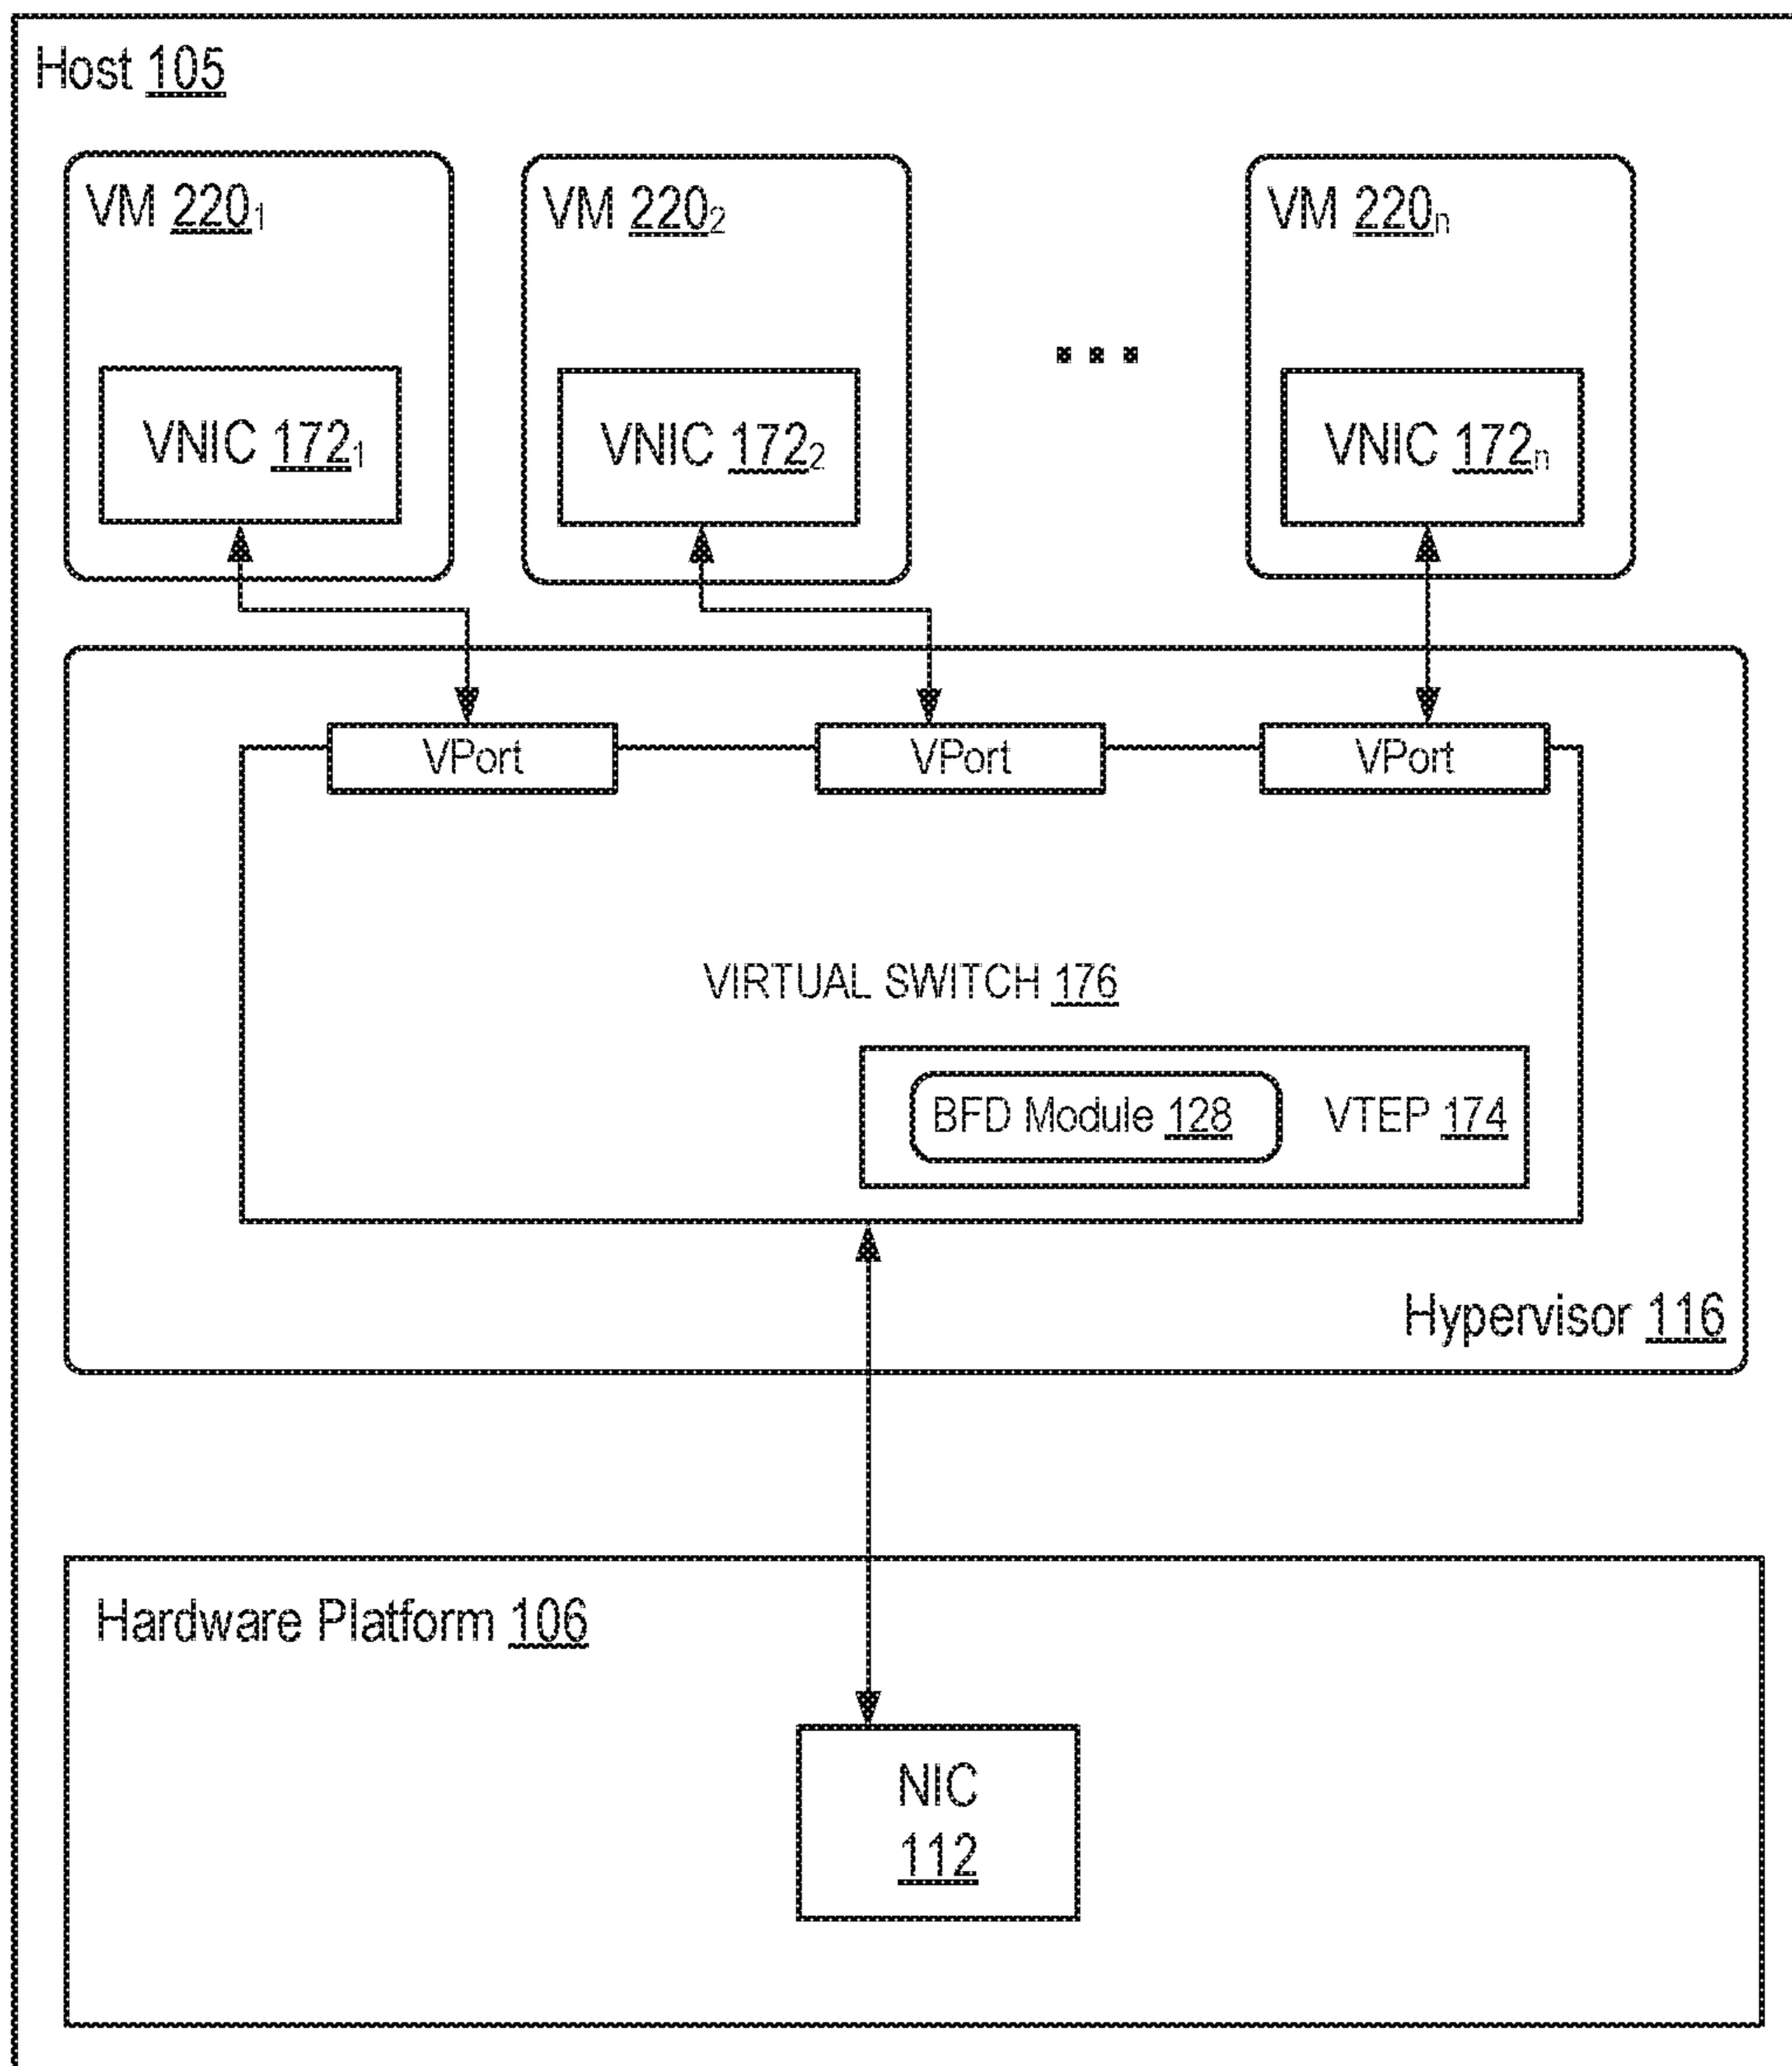 Host 105
VM 220₁
VM 220₂
VM 220ₙ
...
VNIC 172₁
VNIC 172₂
VNIC 172ₙ
VPort
VPort
VPort
VIRTUAL SWITCH 176
BFD Module 128
VTEP 174
Hypervisor 116
Hardware Platform 106
NIC
112